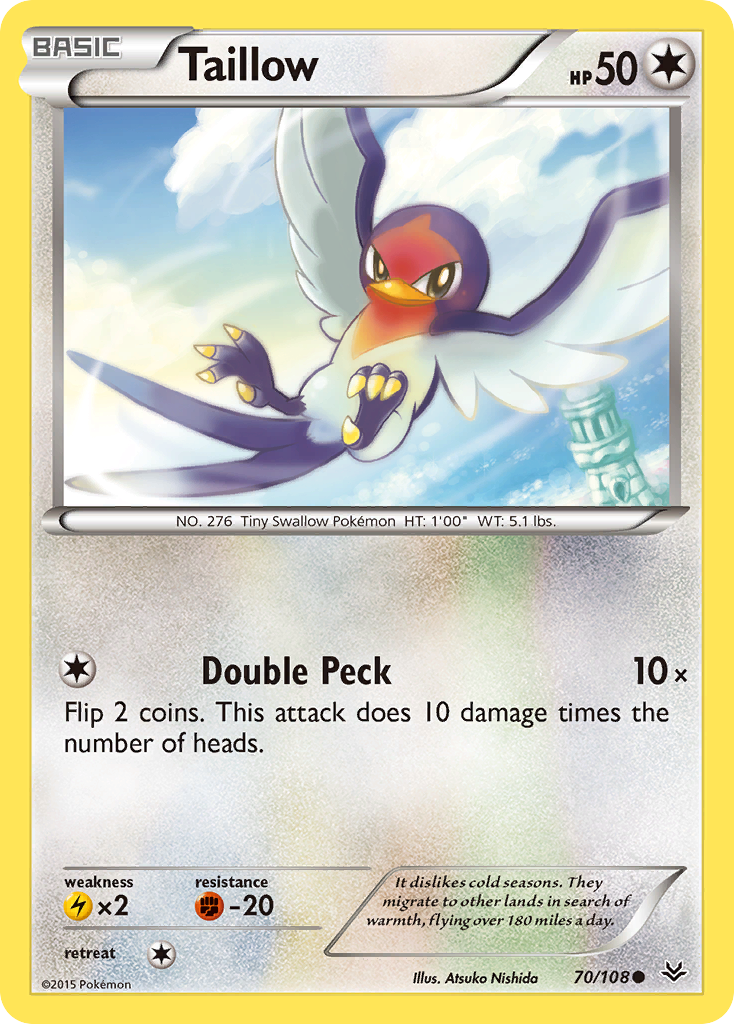 BASIC
Taillow
HP 50
NO. 276 Tiny Swallow Pokémon HT: 1'00" WT: 5.1 lbs.
Double Peck 10×
Flip 2 coins. This attack does 10 damage times the
number of heads.
weakness resistance
×2 -20
It dislikes cold seasons. They
migrate to other lands in search of
warmth, flying over 180 miles a day.
retreat
©2015 Pokémon
Illus. Atsuko Nishida 70/108